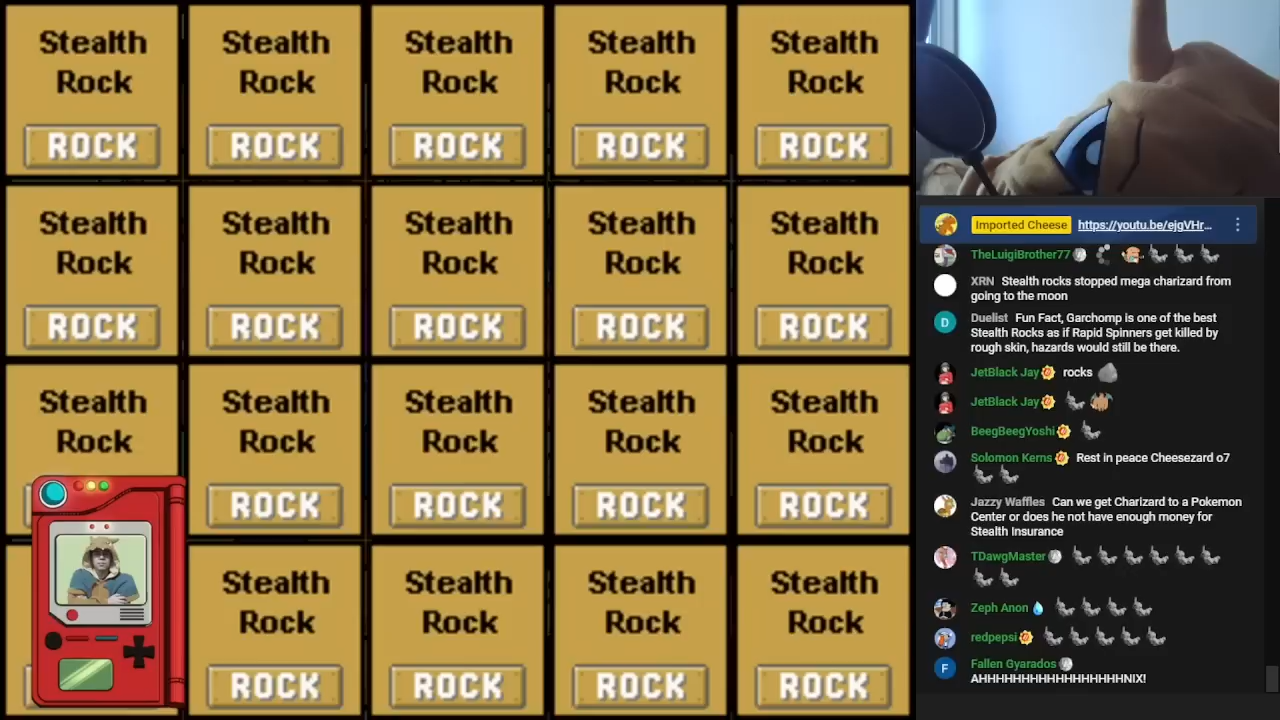 Stealth Stealth Stealth Stealth Stealth
Rock Rock Rock Rock Rock
ROCK ROCK ROCK ROCK ROCK
Stealth Stealth Stealth Stealth Stealth
Rock Rock Rock Rock Rock
ROCK ROCK ROCK ROCK ROCK
Stealth Stealth Stealth Stealth Stealth
Rock Rock Rock Rock Rock
ROCK ROCK ROCK ROCK
Stealth Stealth Stealth Stealth
Rock Rock Rock Rock
ROCK ROCK ROCK ROCK
Imported Cheese https://youtu.be/ejgVHr...
TheLuigiBrother77
XRN Stealth rocks stopped mega charizard from
going to the moon
D Duelist Fun Fact, Garchomp is one of the best
Stealth Rocks as if Rapid Spinners get killed by
rough skin, hazards would still be there.
JetBlack Jay rocks
JetBlack Jay
BeegBeegYoshi
Solomon Kerns Rest in peace Cheesezard o7
Jazzy Waffles Can we get Charizard to a Pokemon
Center or does he not have enough money for
Stealth Insurance
TDawgMaster
Zeph Anon
redpepsi
F Fallen Gyarados
AHHHHHHHHHHHHHHHHHNIX!